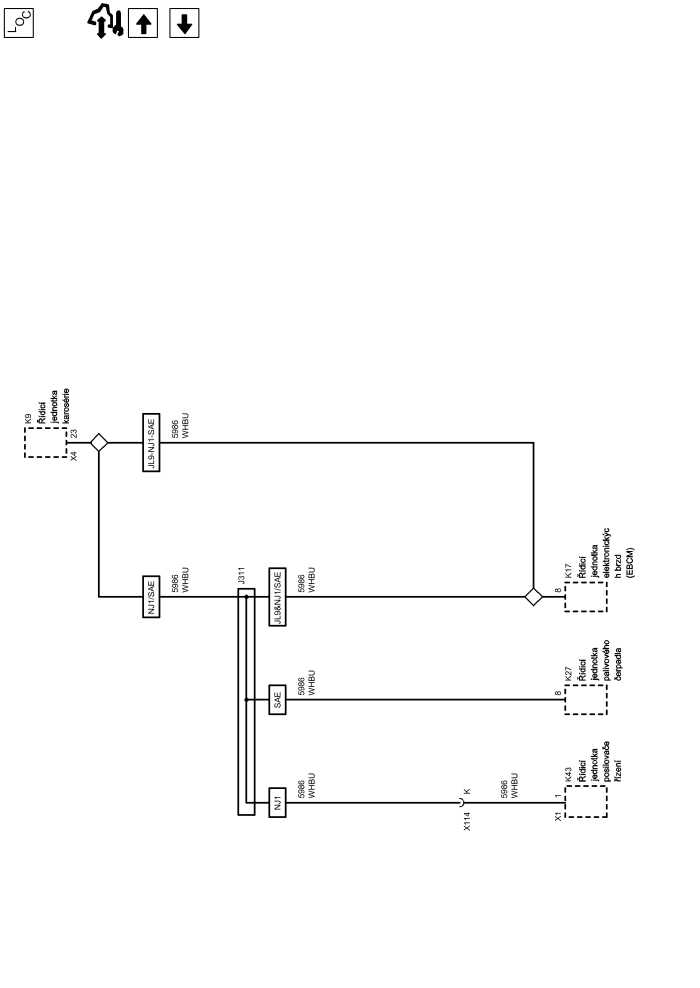 LOC
K9
Řídicí
jednotka
karosérie
X4
23
JL9-NJ1-SAE
5986
WHBU
NJ1/SAE
5986
WHBU
J311
JL9&NJ1/SAE
5986
WHBU
8
K17
Řídicí
jednotka
elektronickýc
h brzd
(EBCM)
SAE
5986
WHBU
8
K27
Řídicí
jednotka
palivového
čerpadla
NJ1
5986
WHBU
X114
K
5986
WHBU
X1
1
K43
Řídicí
jednotka
posilovače
řízení